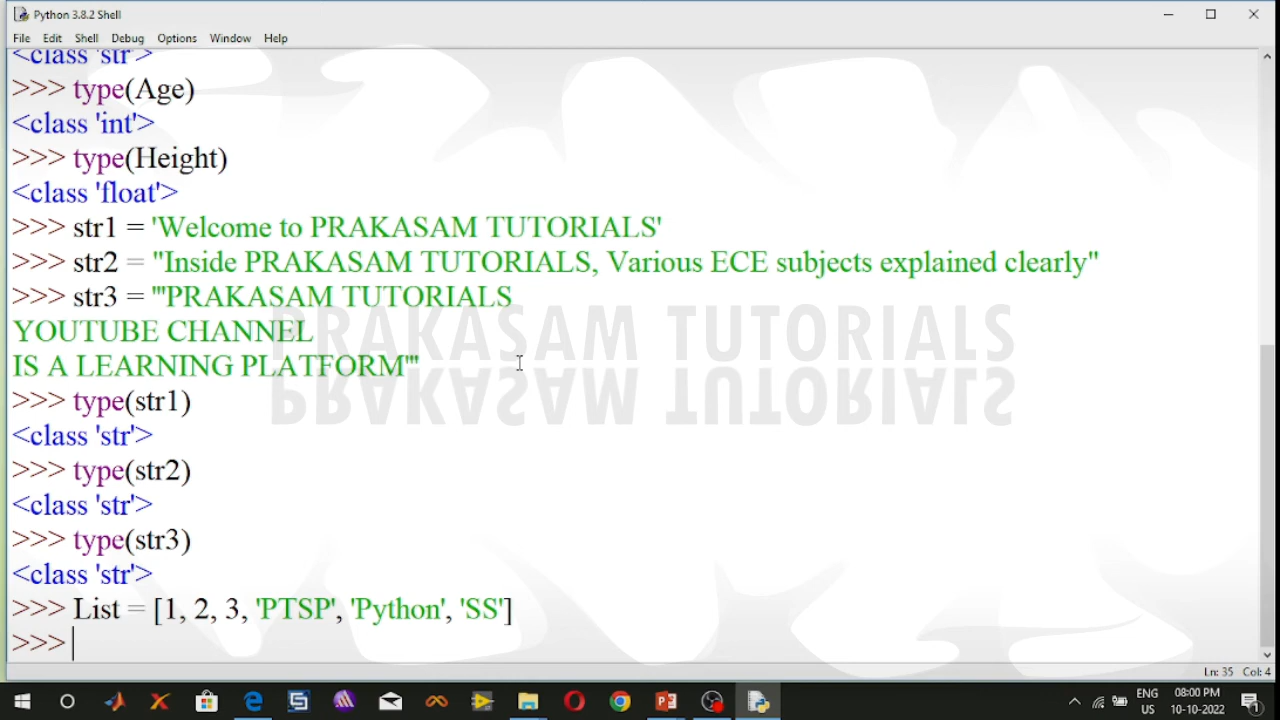 Python 3.8.2 Shell
File Edit Shell Debug Options Window Help
<class 'str'>
>>> type(Age)
<class 'int'>
>>> type(Height)
<class 'float'>
>>> str1 = 'Welcome to PRAKASAM TUTORIALS'
>>> str2 = "Inside PRAKASAM TUTORIALS, Various ECE subjects explained clearly"
>>> str3 = '''PRAKASAM TUTORIALS
YOUTUBE CHANNEL
IS A LEARNING PLATFORM'''
PRAKASAM TUTORIALS
PRAKASAM TUTORIALS
>>> type(str1)
<class 'str'>
>>> type(str2)
<class 'str'>
>>> type(str3)
<class 'str'>
>>> List = [1, 2, 3, 'PTSP', 'Python', 'SS']
>>>
Ln: 35 Col: 4
ENG 08:00 PM
US 10-10-2022 1